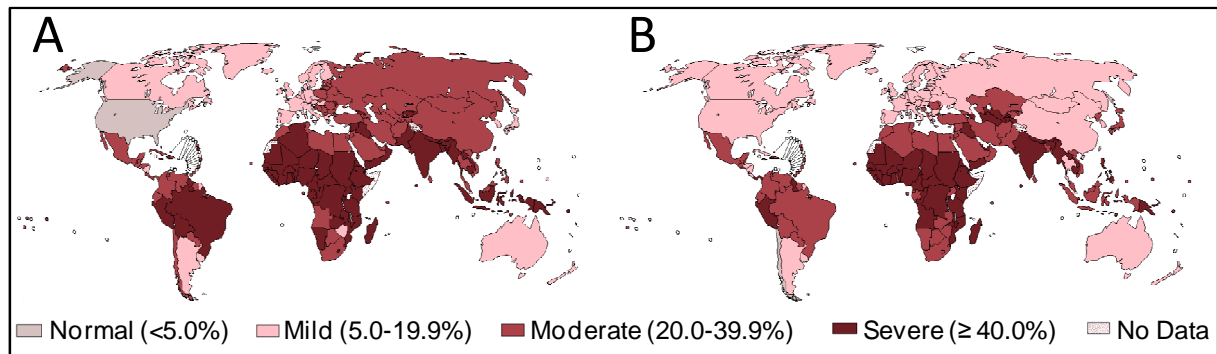 A B
Normal (<5.0%) Mild (5.0-19.9%) Moderate (20.0-39.9%) Severe (≥ 40.0%) No Data